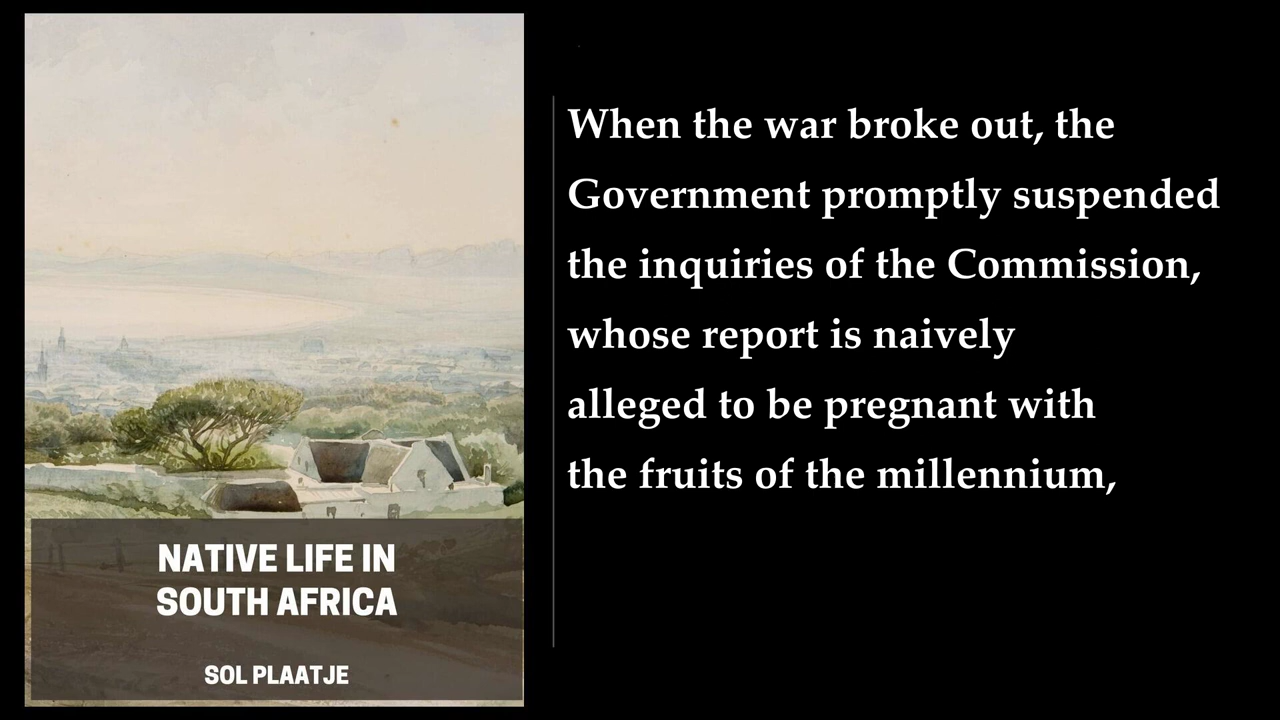 NATIVE LIFE IN
SOUTH AFRICA
SOL PLAATJE
When the war broke out, the
Government promptly suspended
the inquiries of the Commission,
whose report is naively
alleged to be pregnant with
the fruits of the millennium,